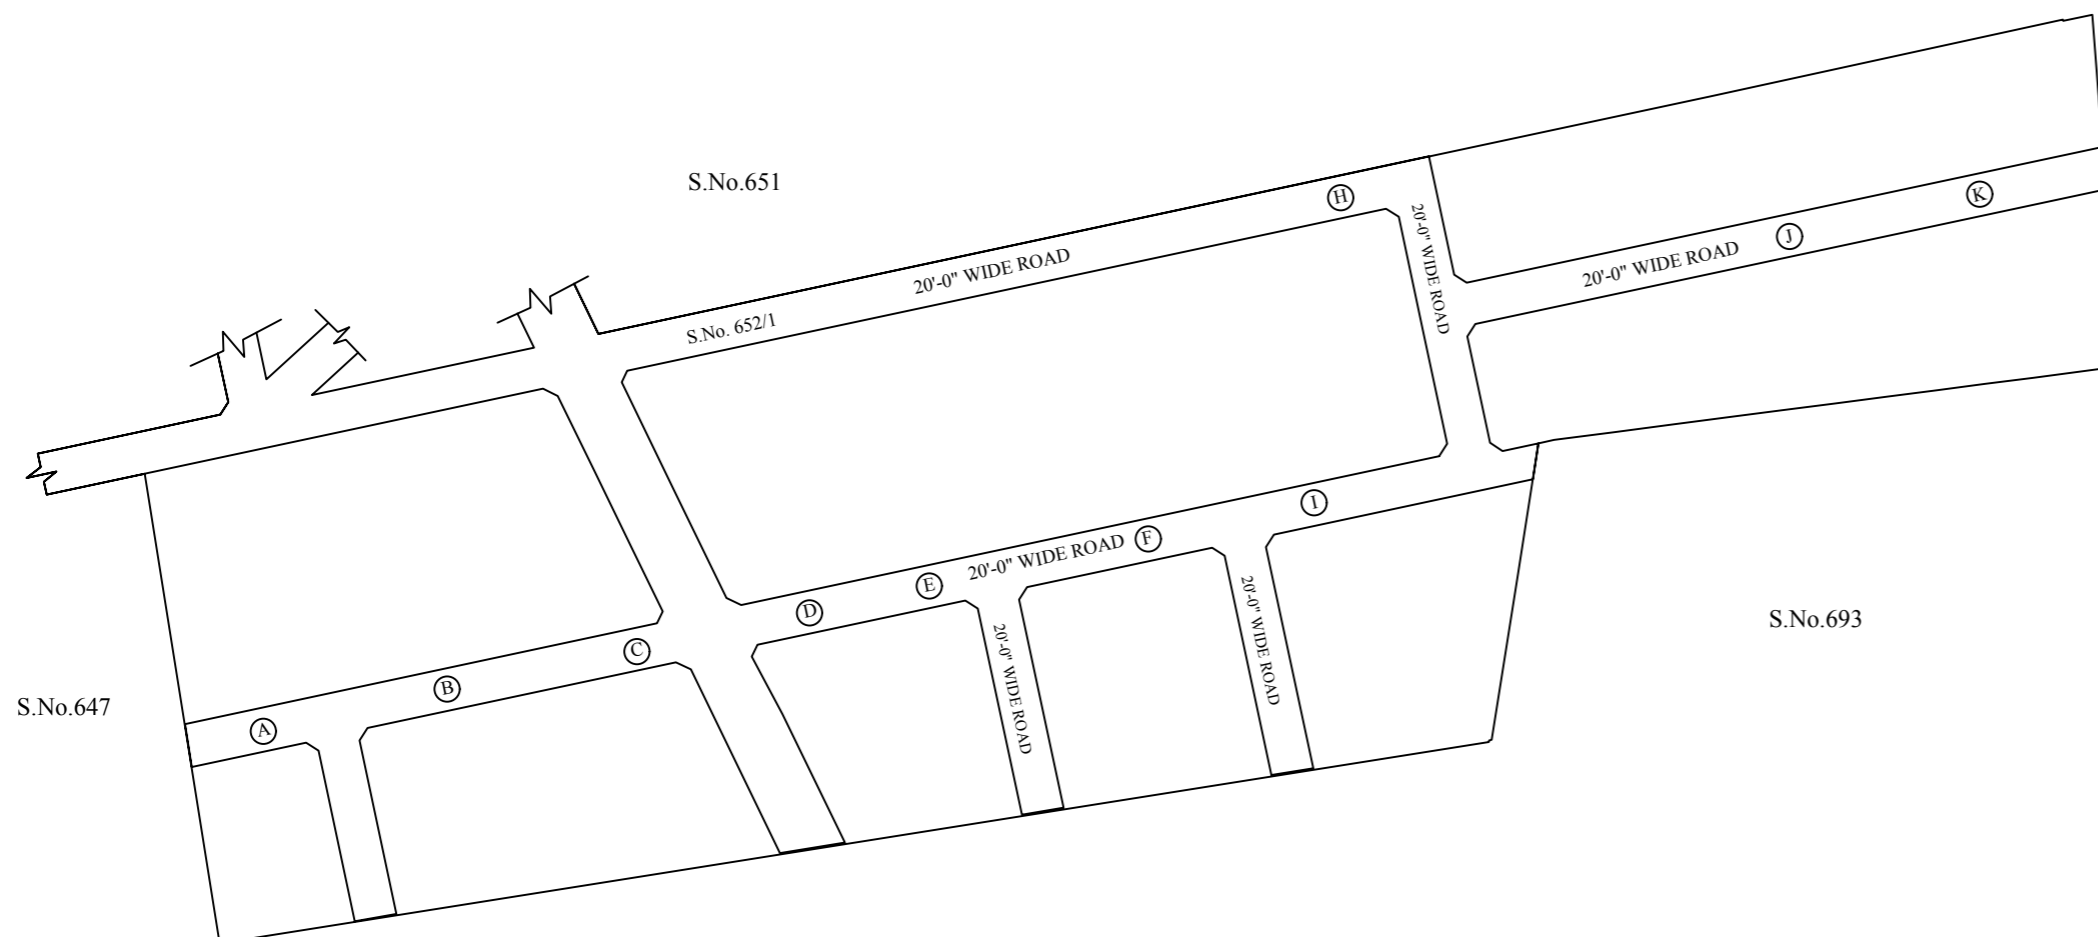 S.No.651
H
K
J
20'-0" WIDE ROAD
20'-0" WIDE ROAD
20'-0" WIDE ROAD
S.No. 652/1
I
F
20'-0" WIDE ROAD
E
D
20'-0" WIDE ROAD
20'-0" WIDE ROAD
S.No.693
C
B
S.No.647
A